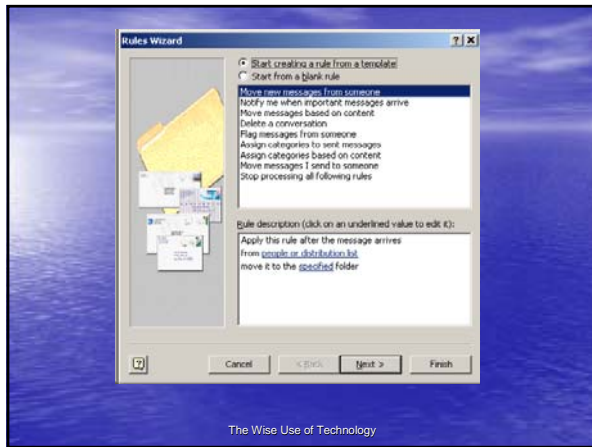 Rules Wizard
Start creating a rule from a template
Start from a blank rule
Move new messages from someone
Notify me when important messages arrive
Move messages based on content
Delete a conversation
Flag messages from someone
Assign categories to sent messages
Assign categories based on content
Move messages I send to someone
Stop processing all following rules
Rule description (click on an underlined value to edit it):
Apply this rule after the message arrives
from people or distribution list
move it to the specified folder
Cancel
< Back
Next >
Finish
The Wise Use of Technology